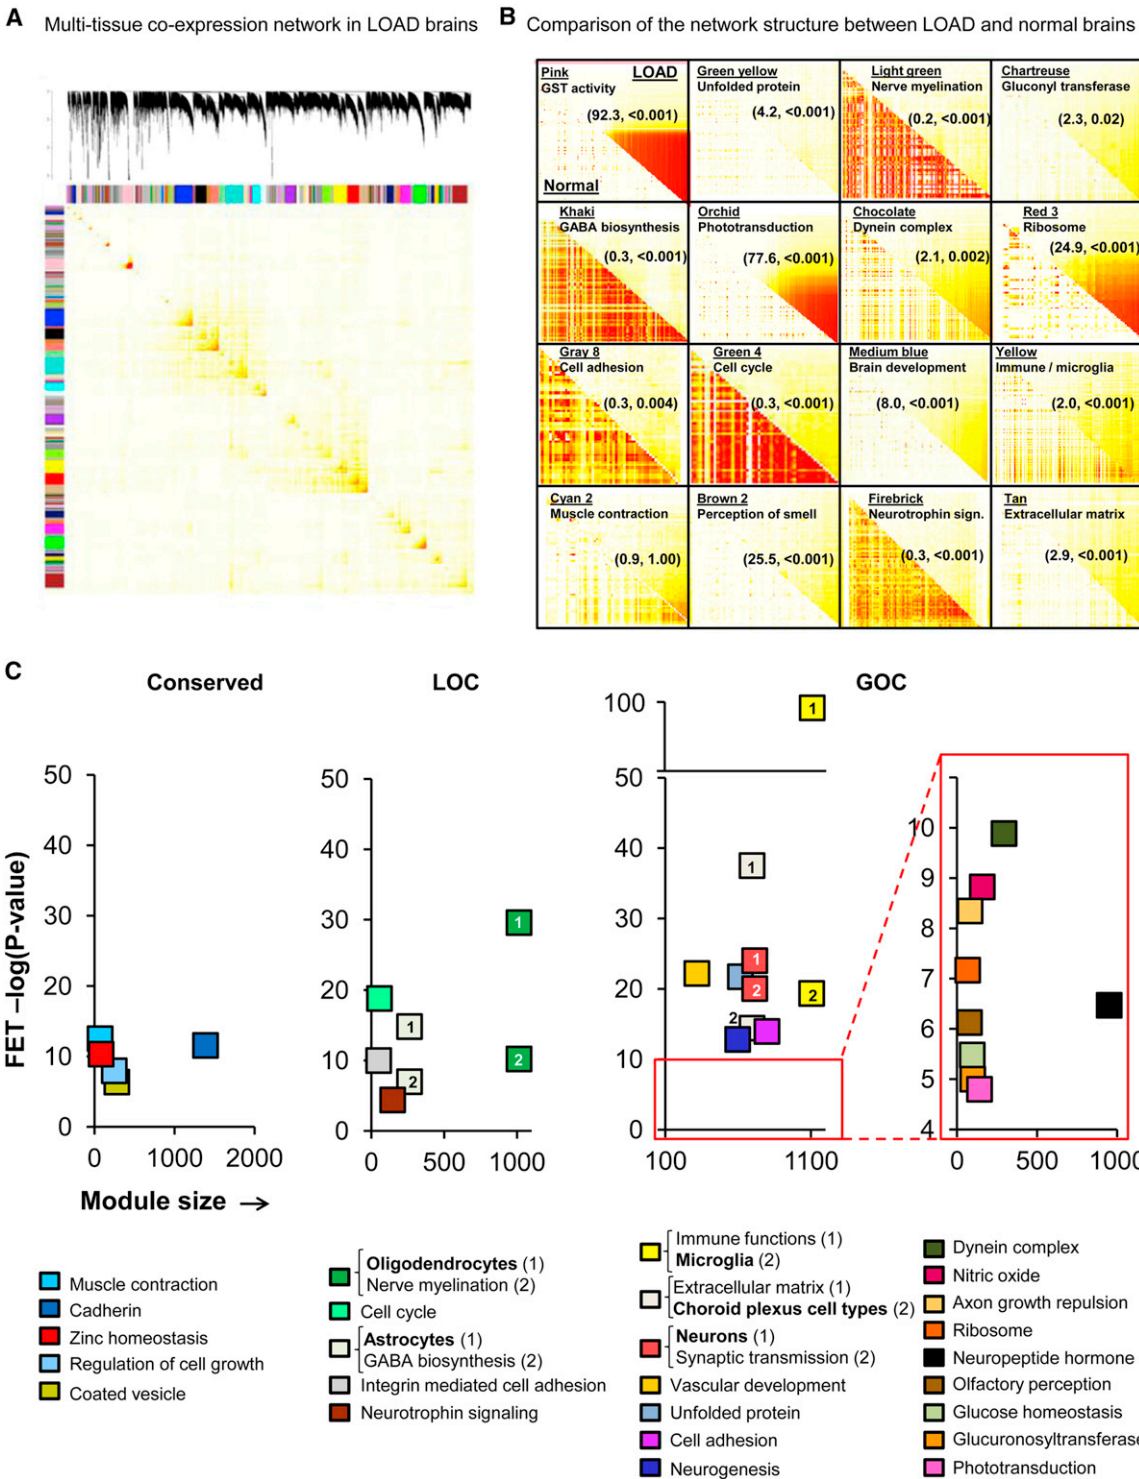 A Multi-tissue co-expression network in LOAD brains
B Comparison of the network structure between LOAD and normal brains
Pink LOAD
GST activity
(92.3, <0.001)
Normal
Green yellow
Unfolded protein
(4.2, <0.001)
Light green
Nerve myelination
(0.2, <0.001)
Chartreuse
Gluconyl transferase
(2.3, 0.02)
Khaki
GABA biosynthesis
(0.3, <0.001)
Orchid
Phototransduction
(77.6, <0.001)
Chocolate
Dynein complex
(2.1, 0.002)
Red 3
Ribosome
(24.9, <0.001)
Gray 8
Cell adhesion
(0.3, 0.004)
Green 4
Cell cycle
(0.3, <0.001)
Medium blue
Brain development
(8.0, <0.001)
Yellow
Immune / microglia
(2.0, <0.001)
Cyan 2
Muscle contraction
(0.9, 1.00)
Brown 2
Perception of smell
(25.5, <0.001)
Firebrick
Neurotrophin sign.
(0.3, <0.001)
Tan
Extracellular matrix
(2.9, <0.001)
C
Conserved
LOC
GOC
FET –log(P-value)
50
40
30
20
10
0
0 1000 2000
Module size →
50
40
30
20
10
0
1
2
1
2
0 500 1000
100
50
40
30
20
10
0
1
1
1
2
2
2
100 1100
10
9
8
7
6
5
4
0 500 1000
Muscle contraction
Cadherin
Zinc homeostasis
Regulation of cell growth
Coated vesicle
Oligodendrocytes (1)
Nerve myelination (2)
Cell cycle
Astrocytes (1)
GABA biosynthesis (2)
Integrin mediated cell adhesion
Neurotrophin signaling
Immune functions (1)
Microglia (2)
Extracellular matrix (1)
Choroid plexus cell types (2)
Neurons (1)
Synaptic transmission (2)
Vascular development
Unfolded protein
Cell adhesion
Neurogenesis
Dynein complex
Nitric oxide
Axon growth repulsion
Ribosome
Neuropeptide hormone
Olfactory perception
Glucose homeostasis
Glucuronosyltransferase
Phototransduction